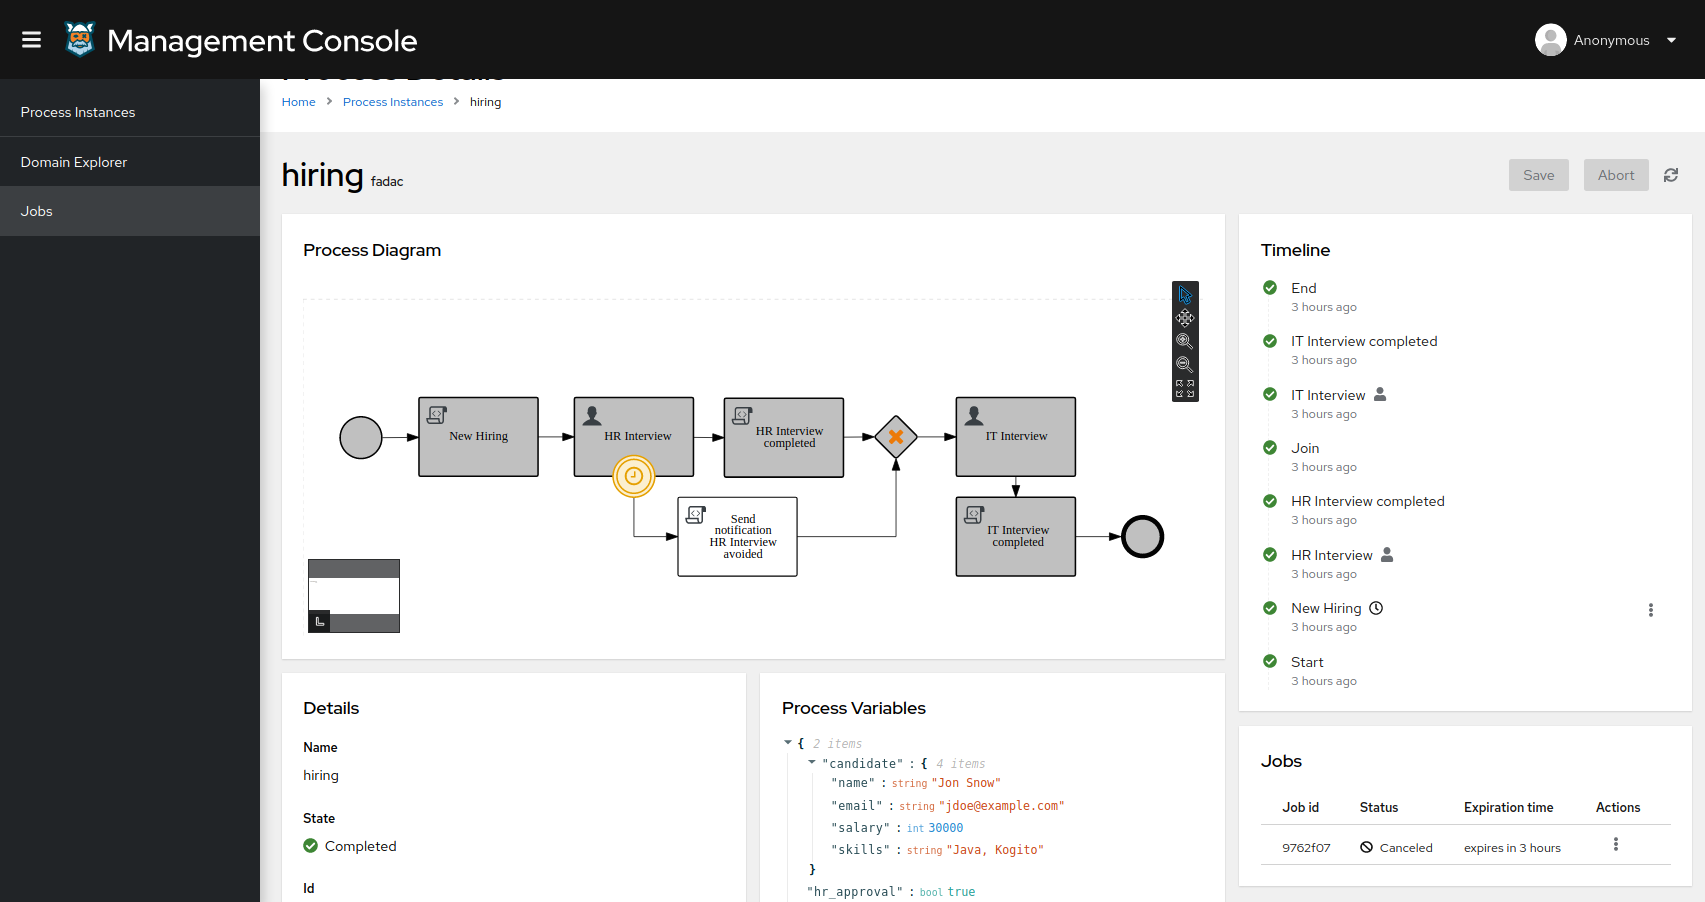 Management Console
Anonymous
Process Instances
Domain Explorer
Jobs
Process Details
Home > Process Instances > hiring
hiring fadac
Save
Abort
Process Diagram
New Hiring
HR Interview
HR Interview
completed
IT Interview
Send
notification
HR Interview
avoided
IT Interview
completed
Timeline
End
3 hours ago
IT Interview completed
3 hours ago
IT Interview
3 hours ago
Join
3 hours ago
HR Interview completed
3 hours ago
HR Interview
3 hours ago
New Hiring
3 hours ago
Start
3 hours ago
Details
Name
hiring
State
Completed
Id
Process Variables
{ 2 items
"candidate" : { 4 items
"name" : string "Jon Snow"
"email" : string "jdoe@example.com"
"salary" : int 30000
"skills" : string "Java, Kogito"
}
"hr_approval" : bool true
Jobs
Job id Status Expiration time Actions
9762f07 Canceled expires in 3 hours